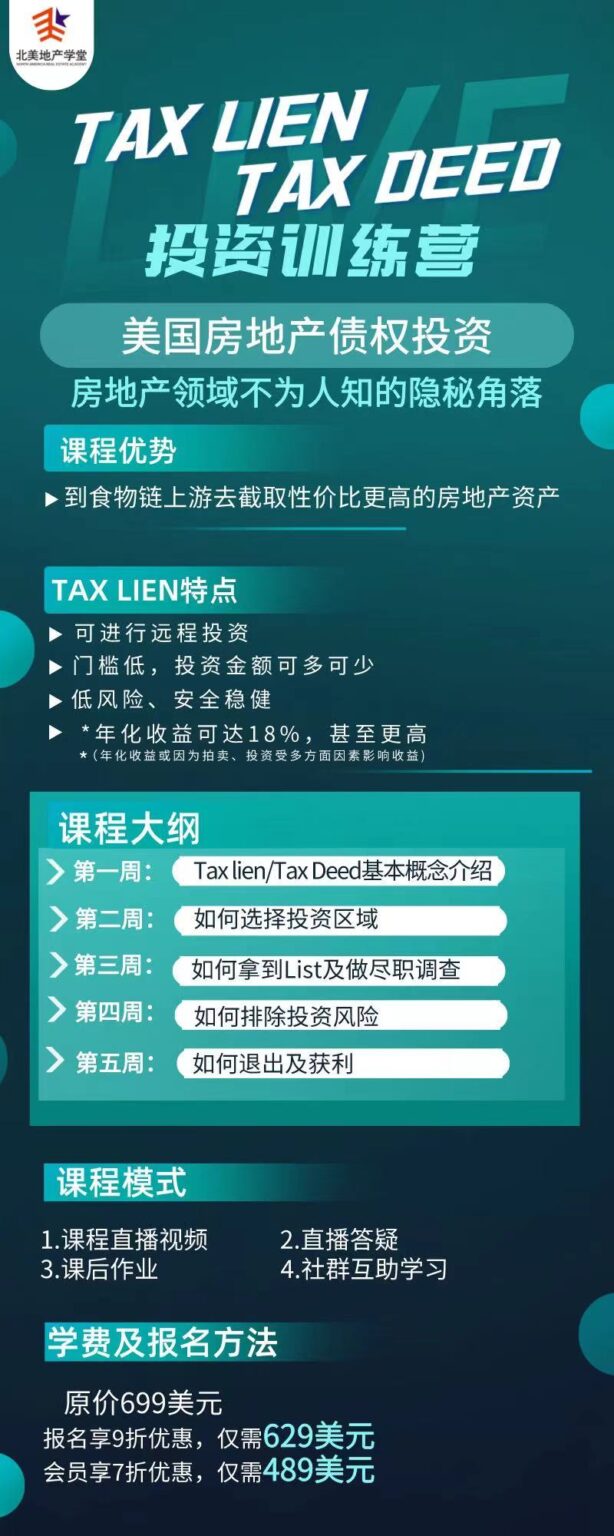 北美地产学堂
NORTH AMERICA REAL ESTATE ACADEMY
LIVE
TAX LIEN
TAX DEED
投资训练营
美国房地产债权投资
房地产领域不为人知的隐秘角落
课程优势
到食物链上游去截取性价比更高的房地产资产
TAX LIEN特点
可进行远程投资
门槛低，投资金额可多可少
低风险、安全稳健
*年化收益可达18%，甚至更高
*（年化收益或因为拍卖、投资受多方面因素影响收益）
课程大纲
第一周： Tax lien/Tax Deed基本概念介绍
第二周： 如何选择投资区域
第三周： 如何拿到List及做尽职调查
第四周： 如何排除投资风险
第五周： 如何退出及获利
课程模式
1.课程直播视频 2.直播答疑
3.课后作业 4.社群互助学习
学费及报名方法
原价699美元
报名享9折优惠，仅需629美元
会员享7折优惠，仅需489美元